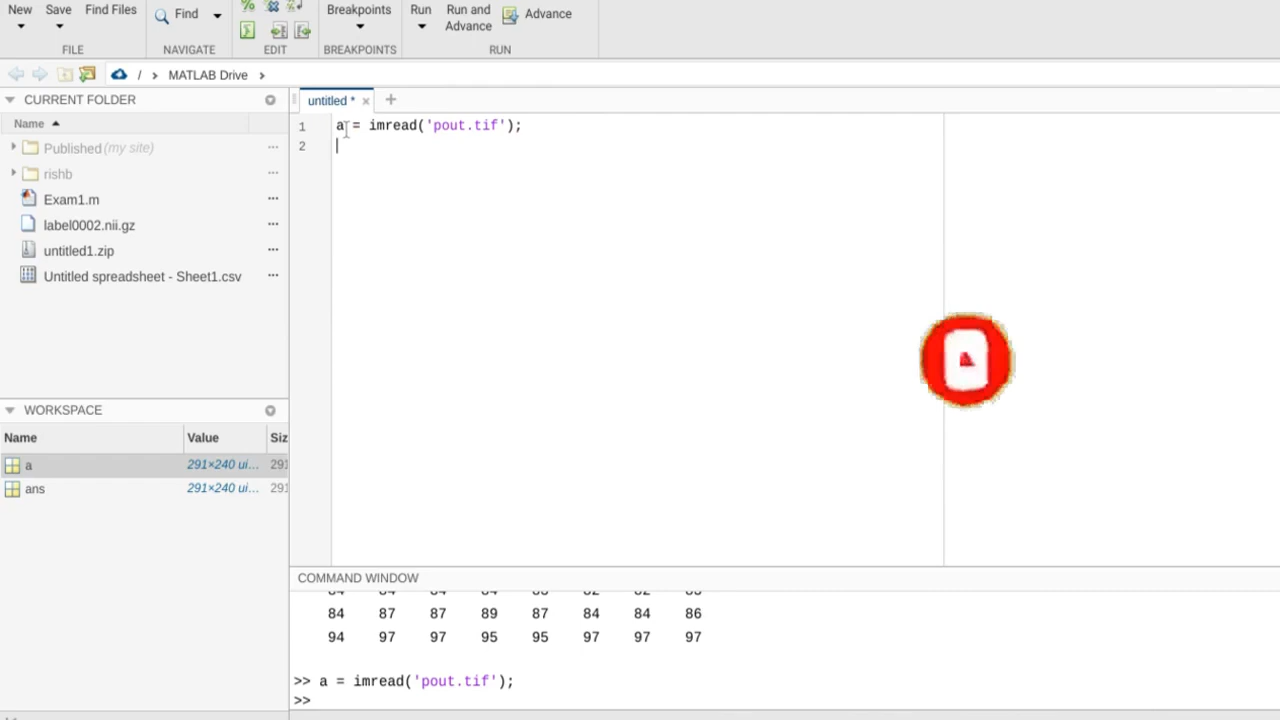 New Save Find Files Find Breakpoints Run Run and Advance Advance
FILE NAVIGATE EDIT BREAKPOINTS RUN
/ MATLAB Drive
CURRENT FOLDER
Name
Published (my site)
rishb
Exam1.m
label0002.nii.gz
untitled1.zip
Untitled spreadsheet - Sheet1.csv
WORKSPACE
Name Value Siz
a 291×240 ui... 291
ans 291×240 ui... 291
untitled *
1 a = imread('pout.tif');
2
COMMAND WINDOW
84 87 87 89 87 84 84 86
94 97 97 95 95 97 97 97
>> a = imread('pout.tif');
>>